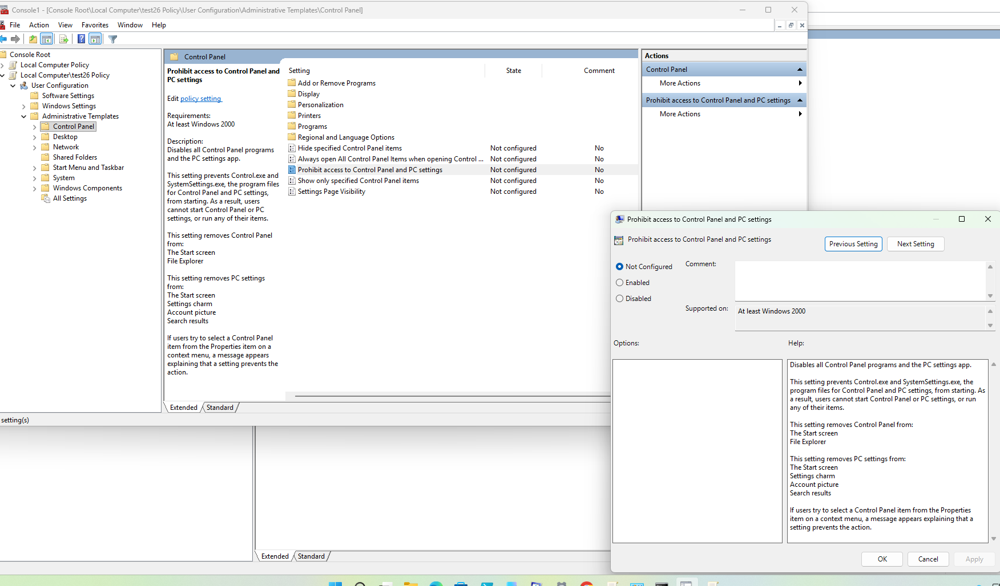 Console1 - [Console Root\Local Computer\test26 Policy\User Configuration\Administrative Templates\Control Panel]
File Action View Favorites Window Help
Console Root
Local Computer Policy
Local Computer\test26 Policy
User Configuration
Software Settings
Windows Settings
Administrative Templates
Control Panel
Desktop
Network
Shared Folders
Start Menu and Taskbar
System
Windows Components
All Settings
Control Panel
Prohibit access to Control Panel and
PC settings
Edit policy setting
Requirements:
At least Windows 2000
Description:
Disables all Control Panel programs
and the PC settings app.
This setting prevents Control.exe and
SystemSettings.exe, the program files
for Control Panel and PC settings,
from starting. As a result, users
cannot start Control Panel or PC
settings, or run any of their items.
This setting removes Control Panel
from:
The Start screen
File Explorer
This setting removes PC settings
from:
The Start screen
Settings charm
Account picture
Search results
If users try to select a Control Panel
item from the Properties item on a
context menu, a message appears
explaining that a setting prevents the
action.
Setting State Comment
Add or Remove Programs
Display
Personalization
Printers
Programs
Regional and Language Options
Hide specified Control Panel items Not configured No
Always open All Control Panel Items when opening Control ... Not configured No
Prohibit access to Control Panel and PC settings Not configured No
Show only specified Control Panel items Not configured No
Settings Page Visibility Not configured No
Extended Standard
setting(s)
Actions
Control Panel
More Actions
Prohibit access to Control Panel and PC settings
More Actions
Prohibit access to Control Panel and PC settings
Prohibit access to Control Panel and PC settings
Previous Setting Next Setting
Not Configured
Enabled
Disabled
Comment:
Supported on:
At least Windows 2000
Options:
Help:
Disables all Control Panel programs and the PC settings app.
This setting prevents Control.exe and SystemSettings.exe, the
program files for Control Panel and PC settings, from starting. As
a result, users cannot start Control Panel or PC settings, or run
any of their items.
This setting removes Control Panel from:
The Start screen
File Explorer
This setting removes PC settings from:
The Start screen
Settings charm
Account picture
Search results
If users try to select a Control Panel item from the Properties
item on a context menu, a message appears explaining that a
setting prevents the action.
OK Cancel Apply
Extended Standard